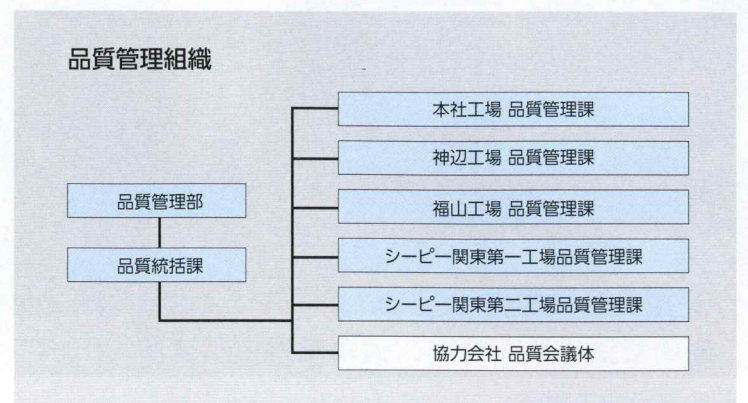 品質管理組織
品質管理部
品質統括課
本社工場 品質管理課
神辺工場 品質管理課
福山工場 品質管理課
シーピー関東第一工場品質管理課
シーピー関東第二工場品質管理課
協力会社 品質会議体